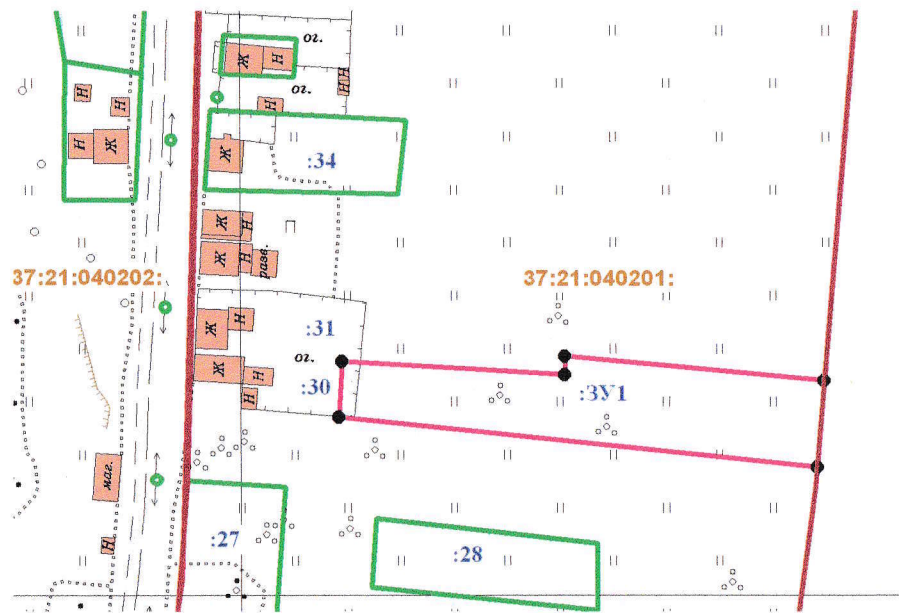 ог.
Ж Н
Н
Н
ог.
Н
Н
Н
Н Ж
Ж
:34
Ж Н
Ж Н разв.
37:21:040202:
37:21:040201:
Ж Н
:31
ог.
Ж Н
:30
Н
:ЗУ1
маг.
Н
:27
:28